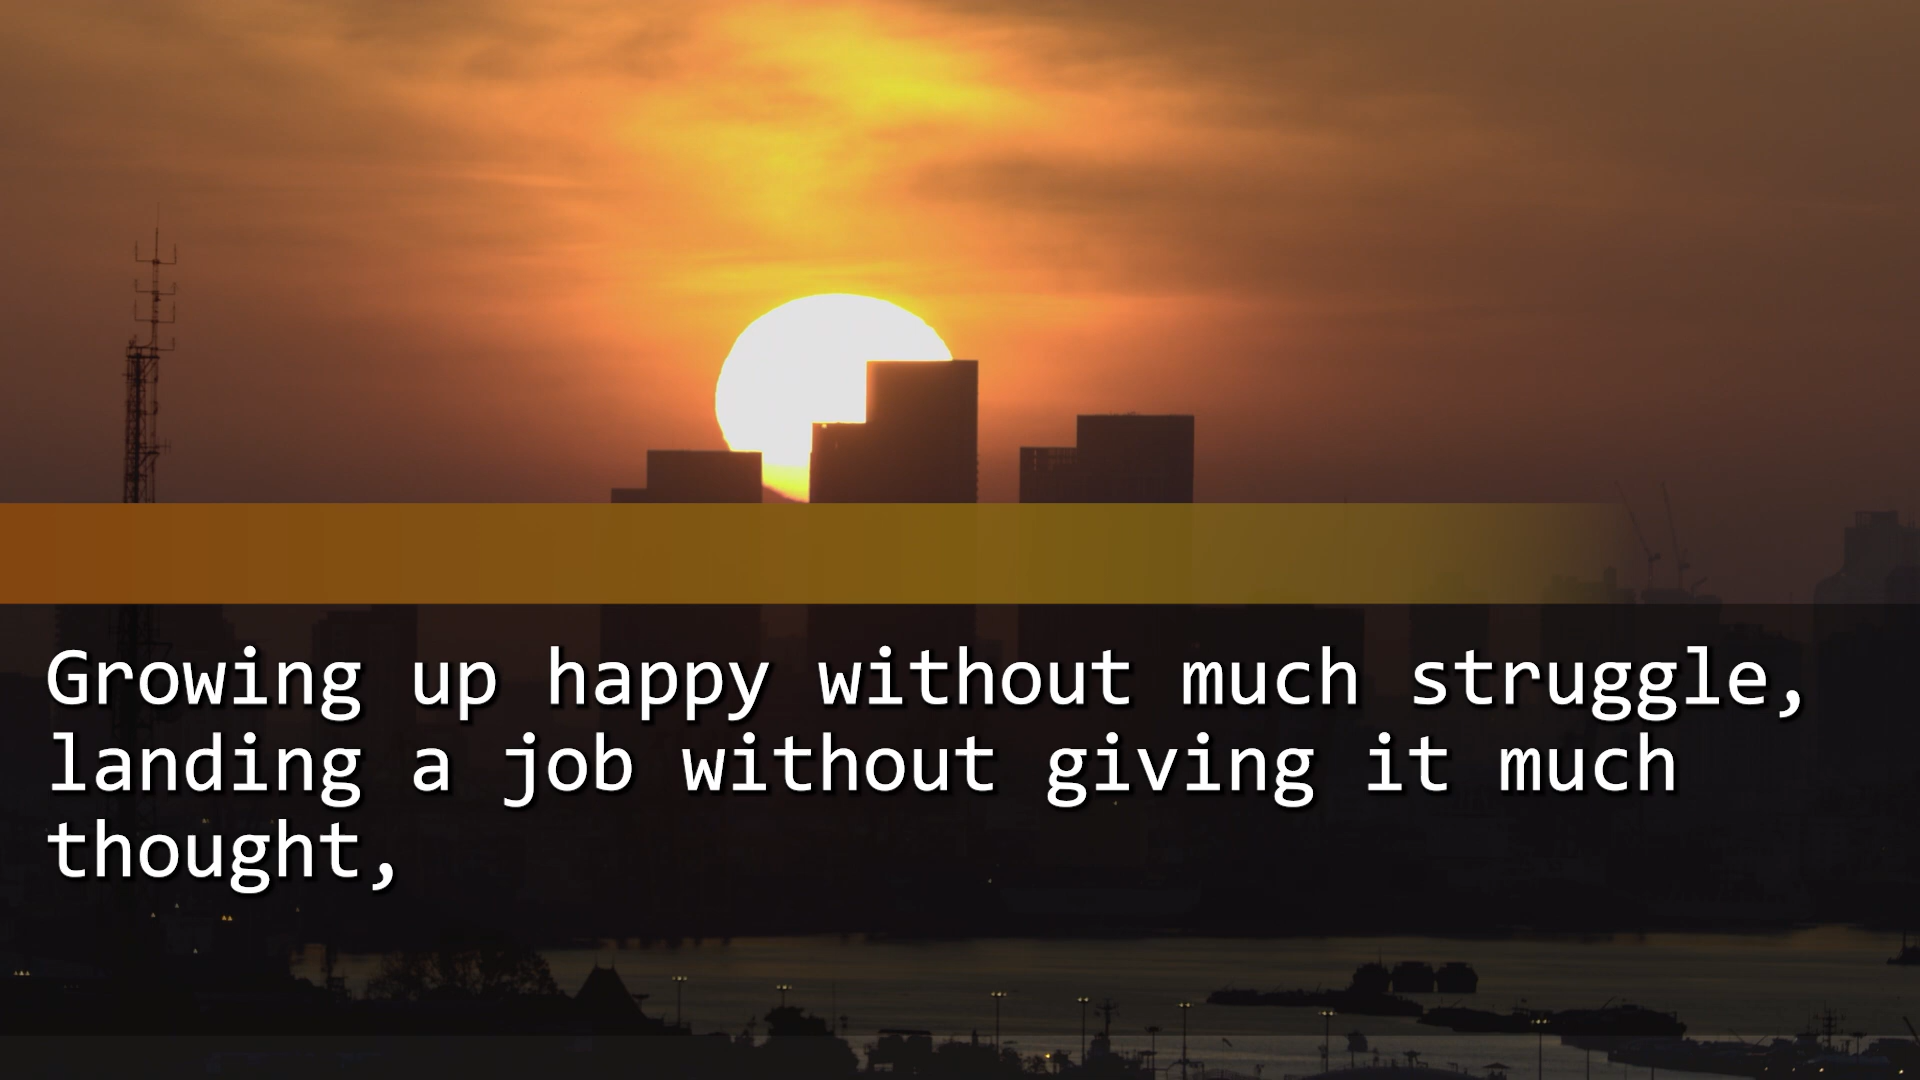 Growing up happy without much struggle,
landing a job without giving it much
thought,